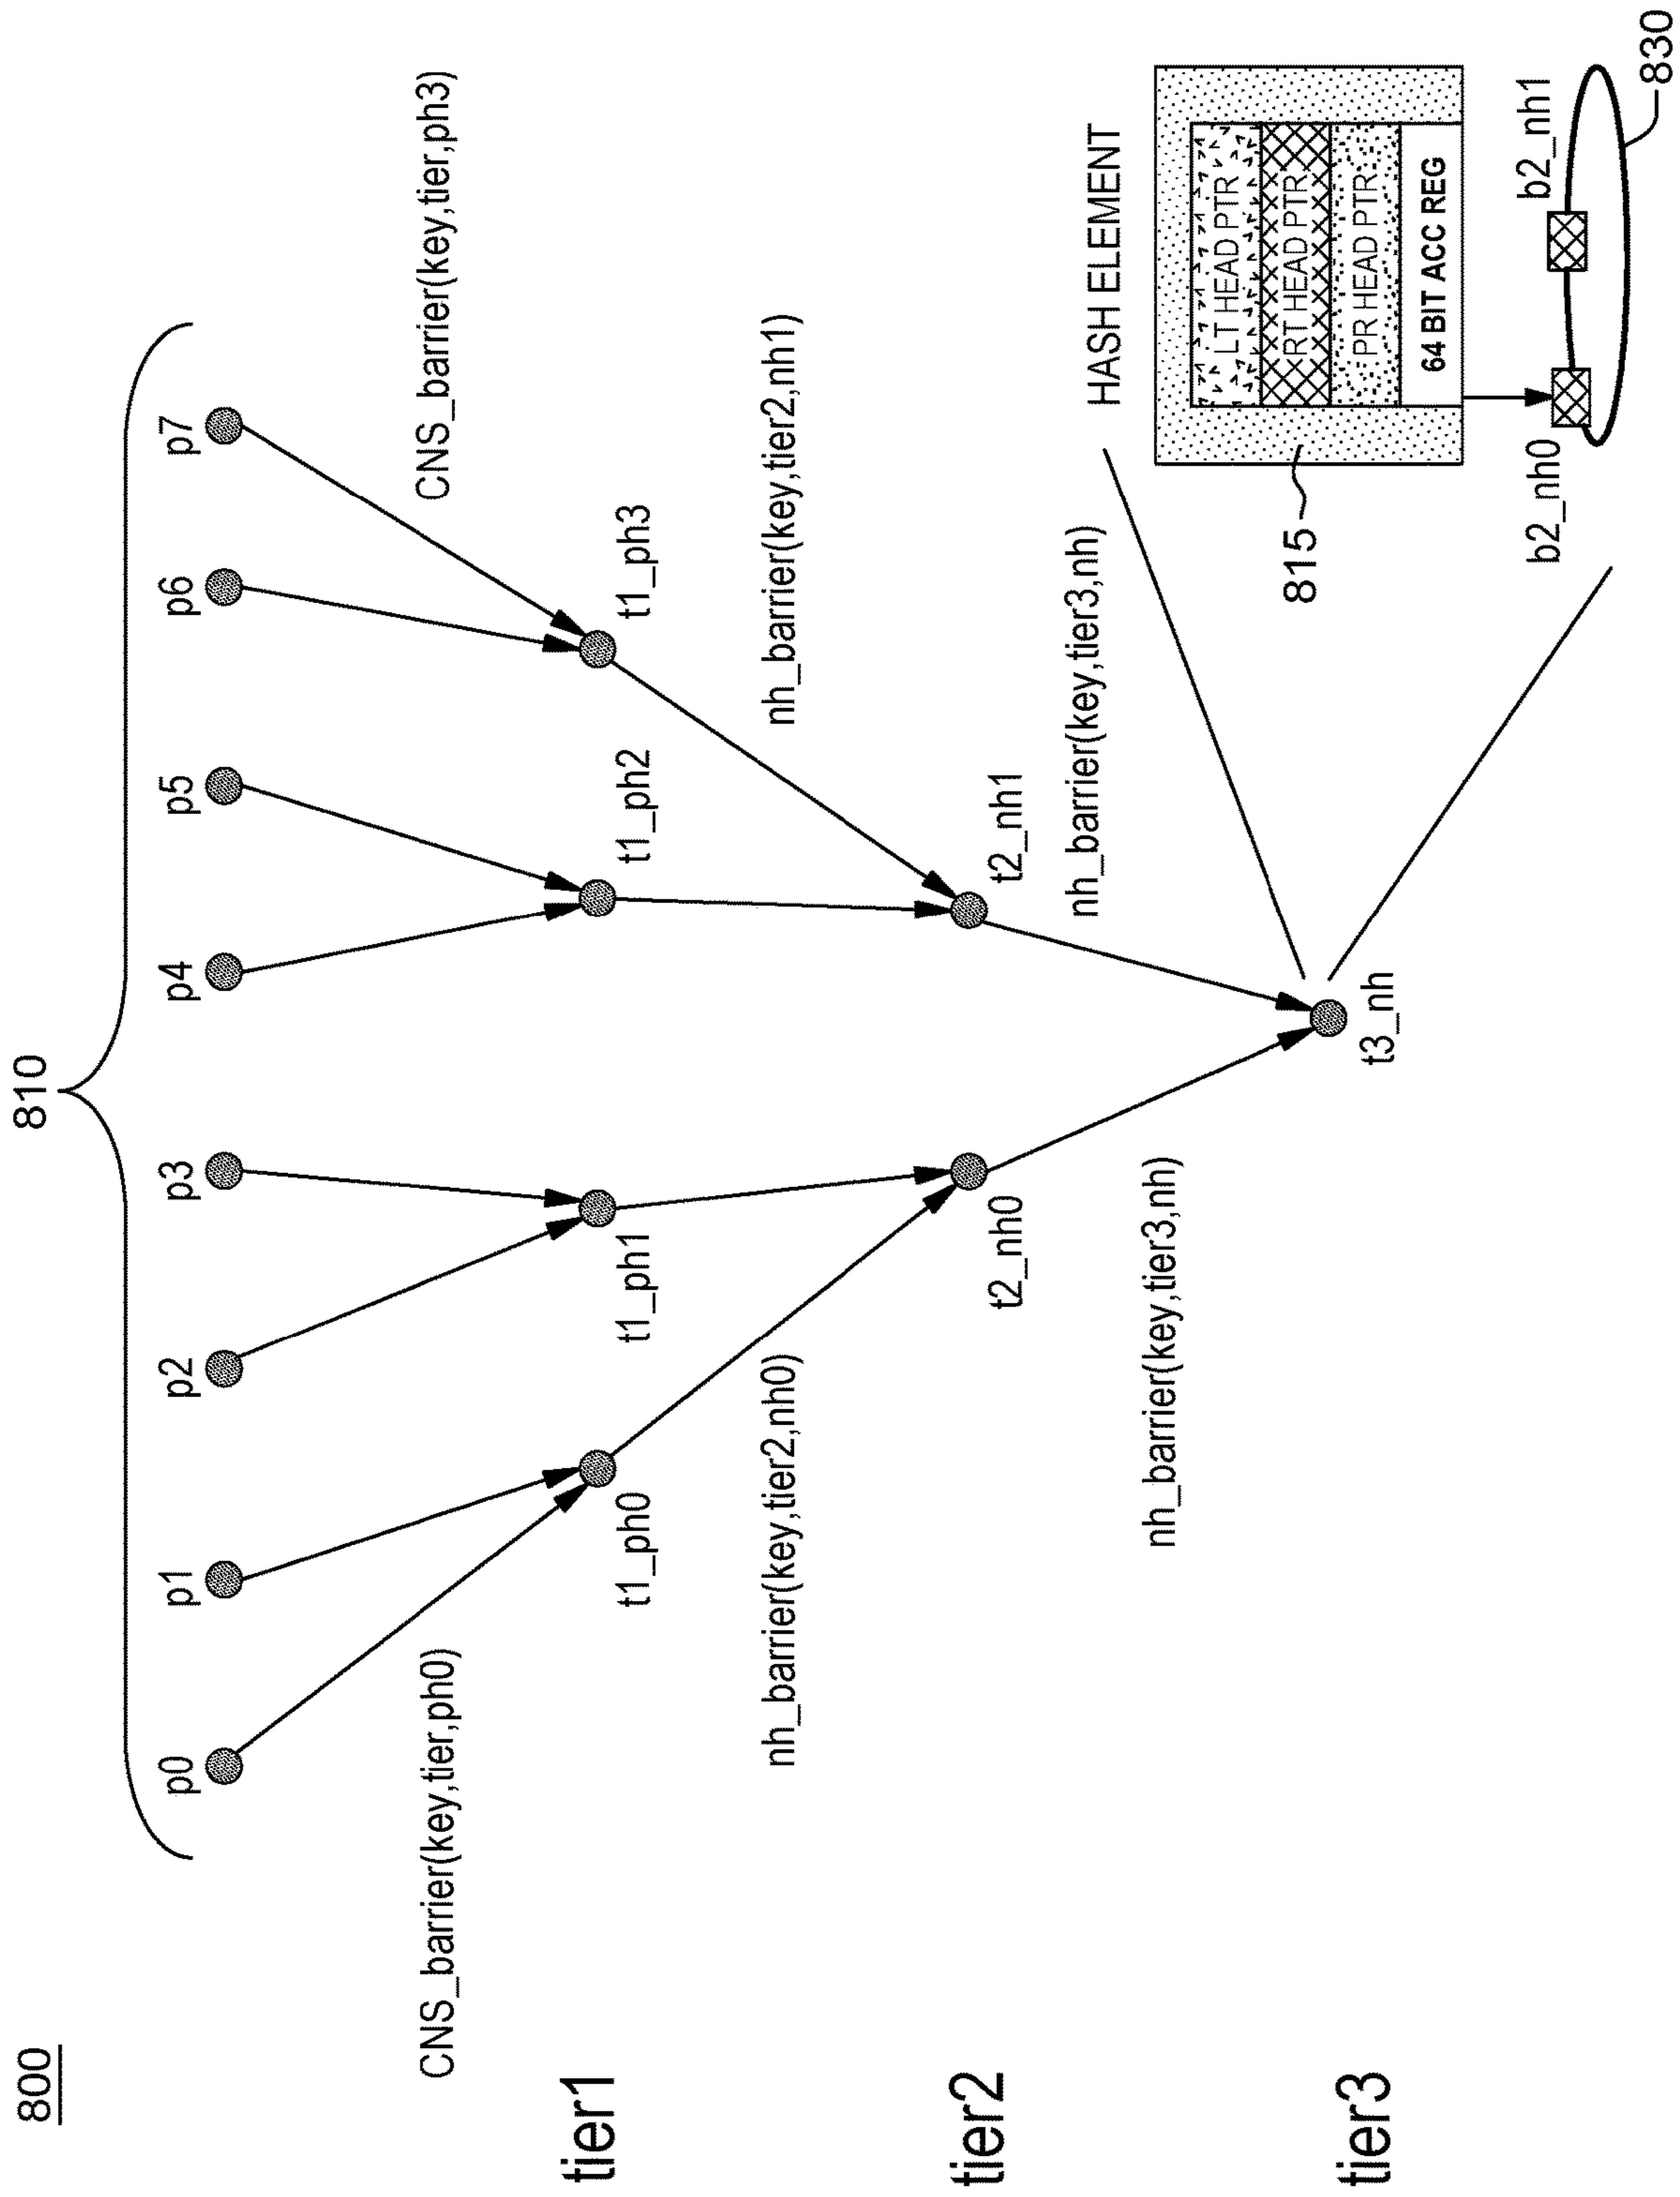 800
810
p0
p1
p2
p3
p4
p5
p6
p7
CNS_barrier(key,tier,ph0)
CNS_barrier(key,tier,ph3)
tier1
t1_ph0
t1_ph1
t1_ph2
t1_ph3
nh_barrier(key,tier2,nh0)
nh_barrier(key,tier2,nh1)
tier2
t2_nh0
t2_nh1
nh_barrier(key,tier3,nh)
nh_barrier(key,tier3,nh)
tier3
t3_nh
HASH ELEMENT
LT HEAD PTR
RT HEAD PTR
PR HEAD PTR
64 BIT ACC REG
815
b2_nh0
b2_nh1
830